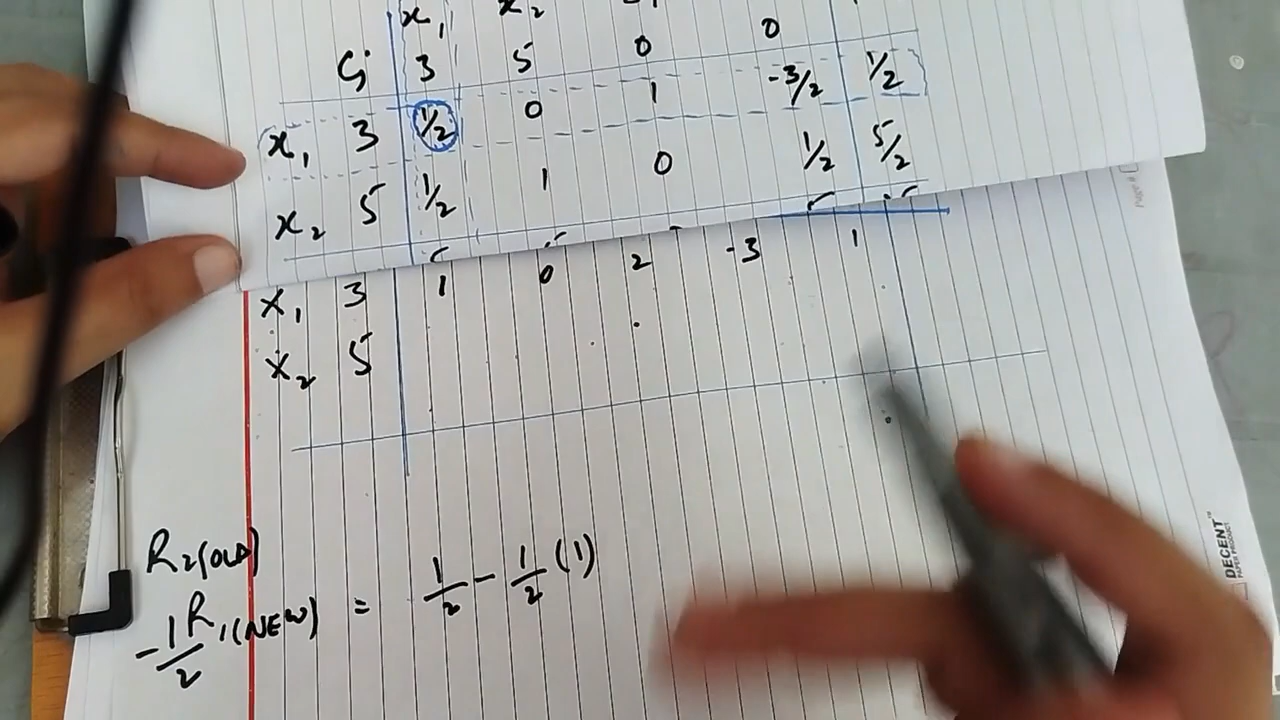 x₁ x₂
Cj 3 5 0 0
x₁ 3 1/2 0 1 -3/2 1/2
x₂ 5 1/2 1 0 1/2 5/2
x₁ 3 1 0 2 -3 1
x₂ 5
R₂(OLD)
-1/2 R₁(NEW) = 1/2 - 1/2 (1)
DECENT
PAPER PRODUCT